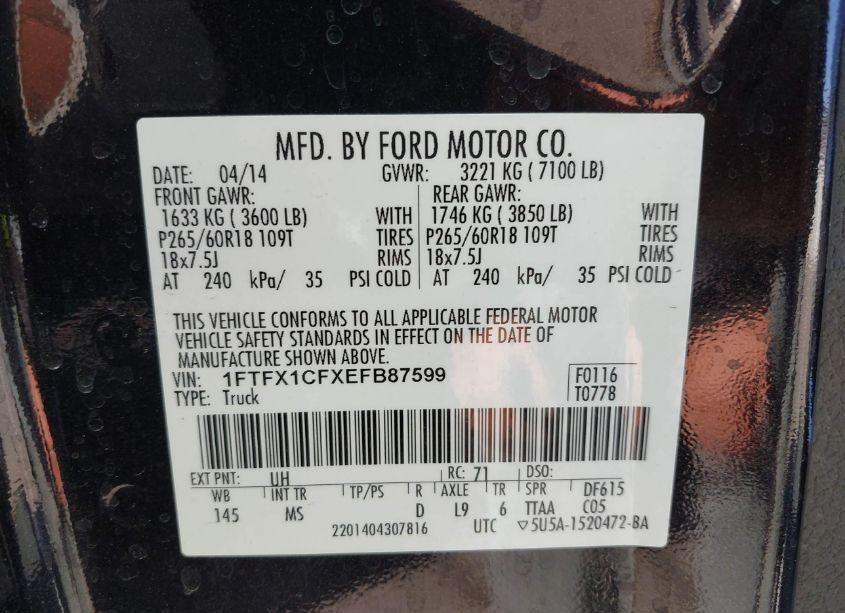 MFD. BY FORD MOTOR CO.
DATE: 04/14 GVWR: 3221 KG ( 7100 LB)
FRONT GAWR: REAR GAWR:
1633 KG ( 3600 LB) WITH 1746 KG ( 3850 LB) WITH
P265/60R18 109T TIRES P265/60R18 109T TIRES
18x7.5J RIMS 18x7.5J RIMS
AT 240 kPa/ 35 PSI COLD AT 240 kPa/ 35 PSI COLD
THIS VEHICLE CONFORMS TO ALL APPLICABLE FEDERAL MOTOR
VEHICLE SAFETY STANDARDS IN EFFECT ON THE DATE OF
MANUFACTURE SHOWN ABOVE.
VIN: 1FTFX1CFXEFB87599 F0116
TYPE: Truck T0778
EXT PNT: UH RC: 71 DSO:
WB INT TR TP/PS R AXLE TR SPR DF615
145 MS D L9 6 TTAA C05
2201404307816 UTC ▽5U5A-1520472-BA